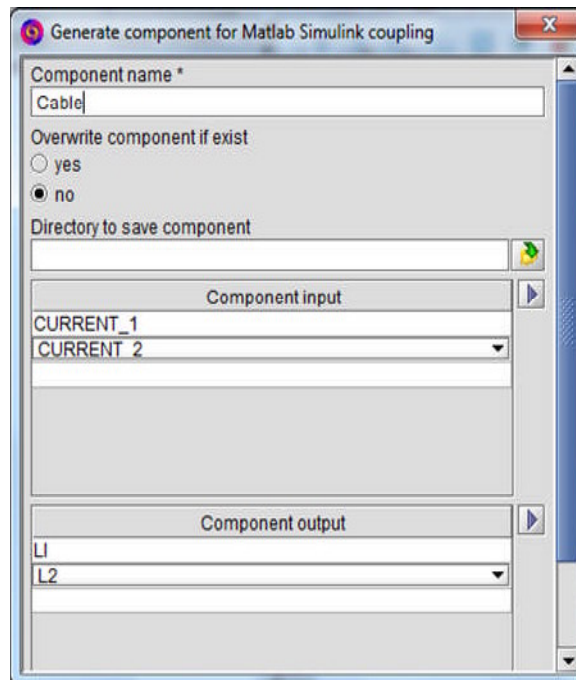 Generate component for Matlab Simulink coupling
Component name *
Cable
Overwrite component if exist
yes
no
Directory to save component
Component input
CURRENT_1
CURRENT_2
Component output
LI
L2